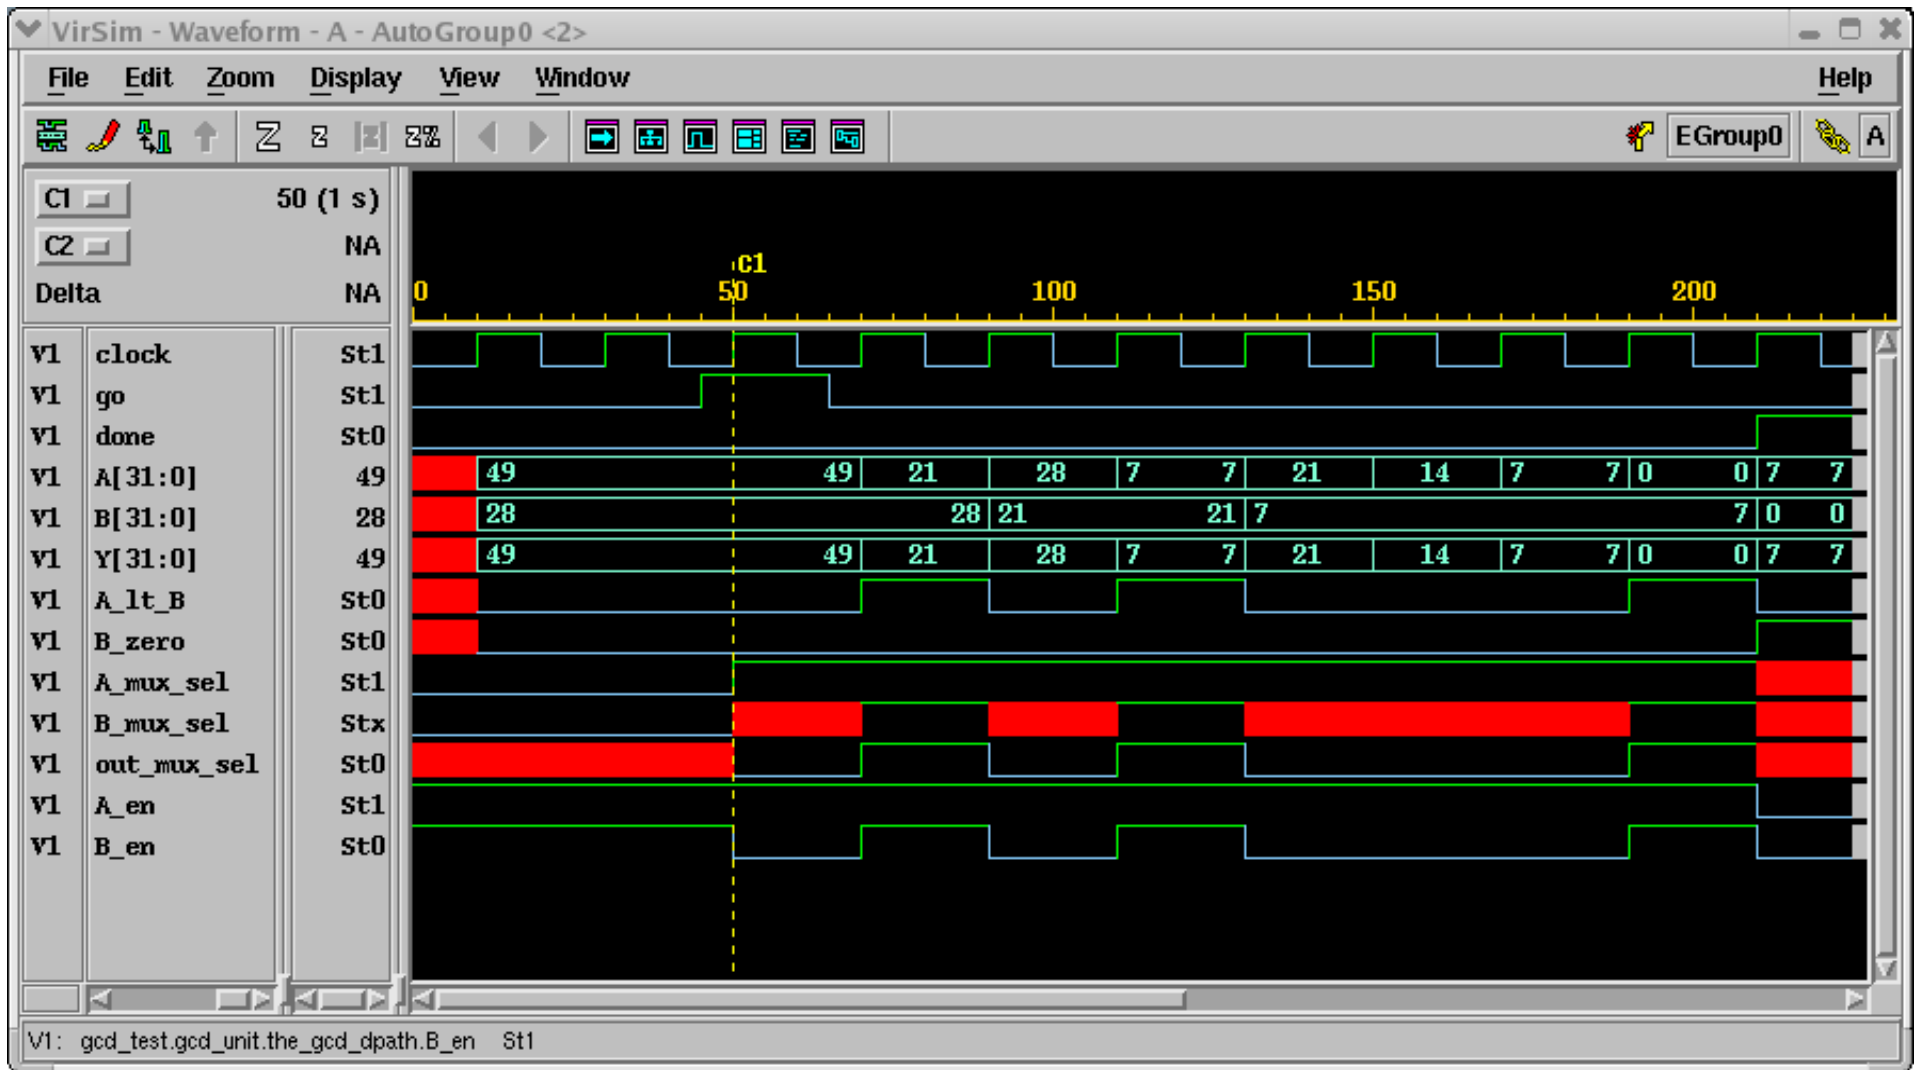 VirSim - Waveform - A - AutoGroup0 <2>
File Edit Zoom Display View Window Help
Z Z Z Z% EGroup0 A
C1 50 (1 s)
C2 NA
C1
Delta NA 0 50 100 150 200
V1 clock St1
V1 go St1
V1 done St0
V1 A[31:0] 49 49 49 21 28 7 7 21 14 7 7 0 0 7 7
V1 B[31:0] 28 28 28 21 21 7 7 0 0
V1 Y[31:0] 49 49 49 21 28 7 7 21 14 7 7 0 0 7 7
V1 A_lt_B St0
V1 B_zero St0
V1 A_mux_sel St1
V1 B_mux_sel Stx
V1 out_mux_sel St0
V1 A_en St1
V1 B_en St0
V1: gcd_test.gcd_unit.the_gcd_dpath.B_en St1